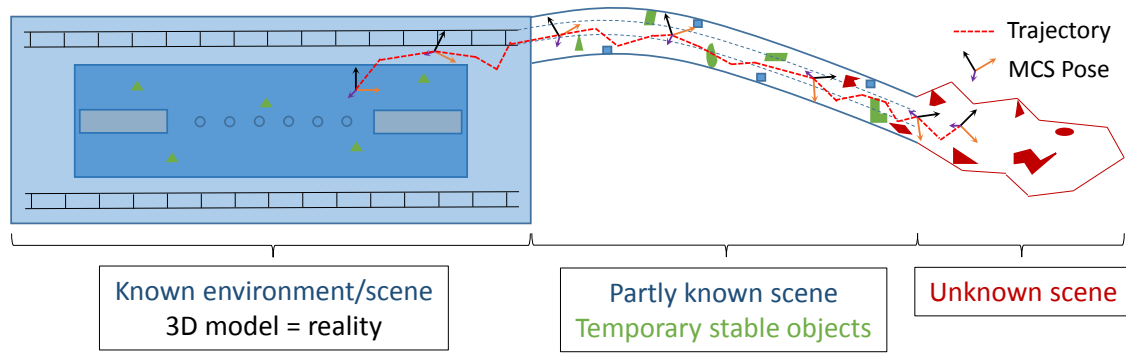 Trajectory
MCS Pose
Known environment/scene
3D model = reality
Partly known scene
Temporary stable objects
Unknown scene